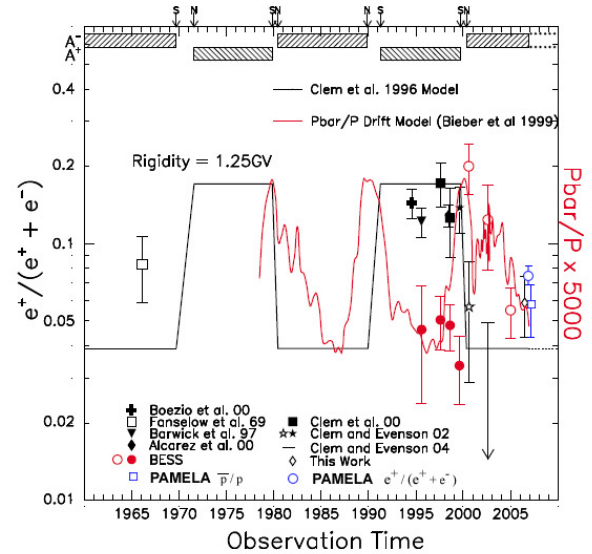 S N S N N S S N
A⁻
A⁺
0.4
Clem et al. 1996 Model
Pbar/P Drift Model (Bieber et al 1999)
0.2
Rigidity = 1.25GV
0.1
0.05
0.02
0.01
e⁺/(e⁺ + e⁻)
Pbar/P x 5000
Boezio et al. 00
Fanselow et al. 69
Barwick et al. 97
Alcarez et al. 00
BESS
PAMELA p̅/p
Clem et al. 00
Clem and Evenson 02
Clem and Evenson 04
This Work
PAMELA e⁺/(e⁺+e⁻)
1965 1970 1975 1980 1985 1990 1995 2000 2005
Observation Time